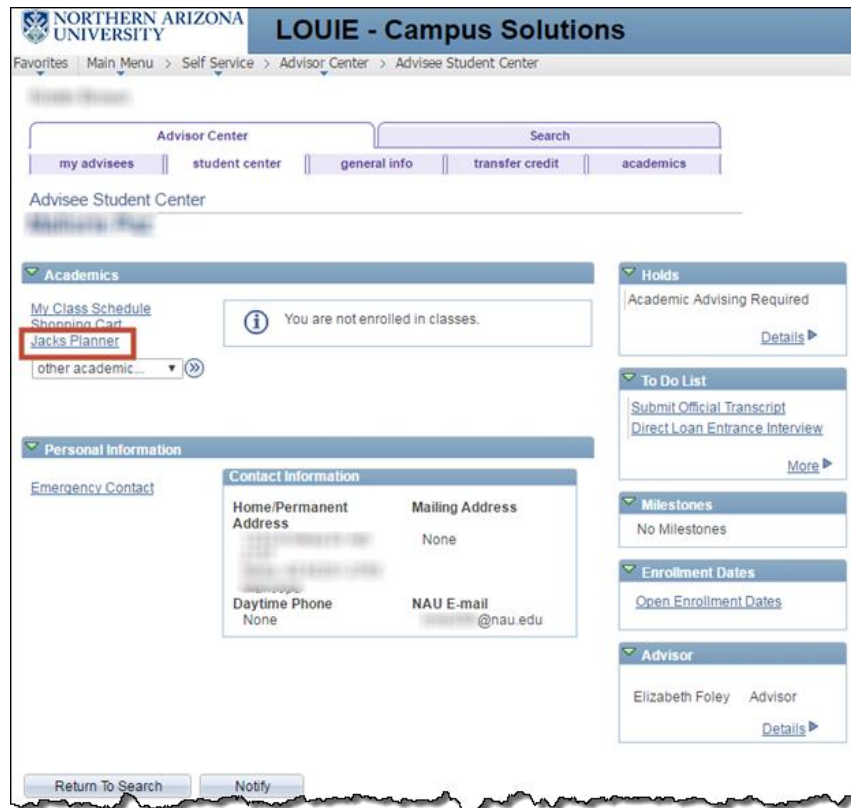 NORTHERN ARIZONA
UNIVERSITY
LOUIE - Campus Solutions
Favorites Main Menu > Self Service > Advisor Center > Advisee Student Center
Advisor Center Search
my advisees student center general info transfer credit academics
Advisee Student Center
Academics
My Class Schedule
Shopping Cart
Jacks Planner
other academic...
You are not enrolled in classes.
Personal Information
Emergency Contact
Contact Information
Home/Permanent Address
Mailing Address
None
Daytime Phone
None
NAU E-mail
@nau.edu
Holds
Academic Advising Required
Details
To Do List
Submit Official Transcript
Direct Loan Entrance Interview
More
Milestones
No Milestones
Enrollment Dates
Open Enrollment Dates
Advisor
Elizabeth Foley Advisor
Details
Return To Search Notify